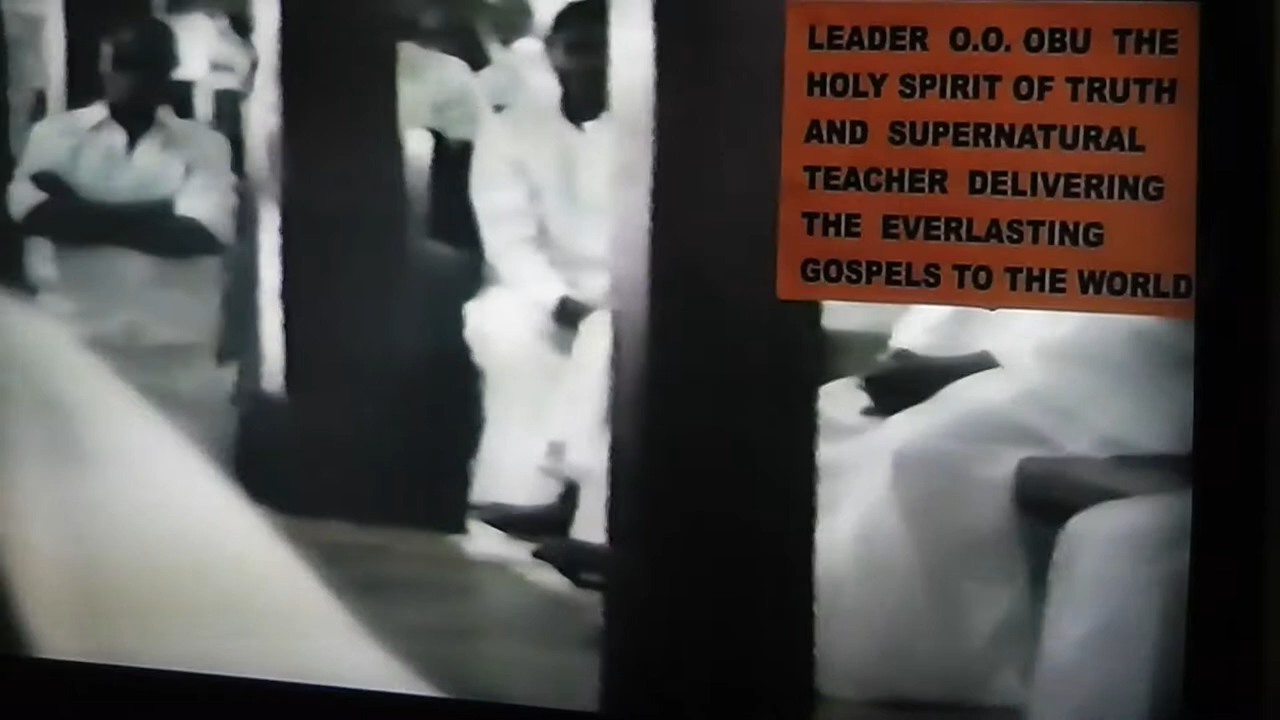 LEADER O.O. OBU THE
HOLY SPIRIT OF TRUTH
AND SUPERNATURAL
TEACHER DELIVERING
THE EVERLASTING
GOSPELS TO THE WORLD